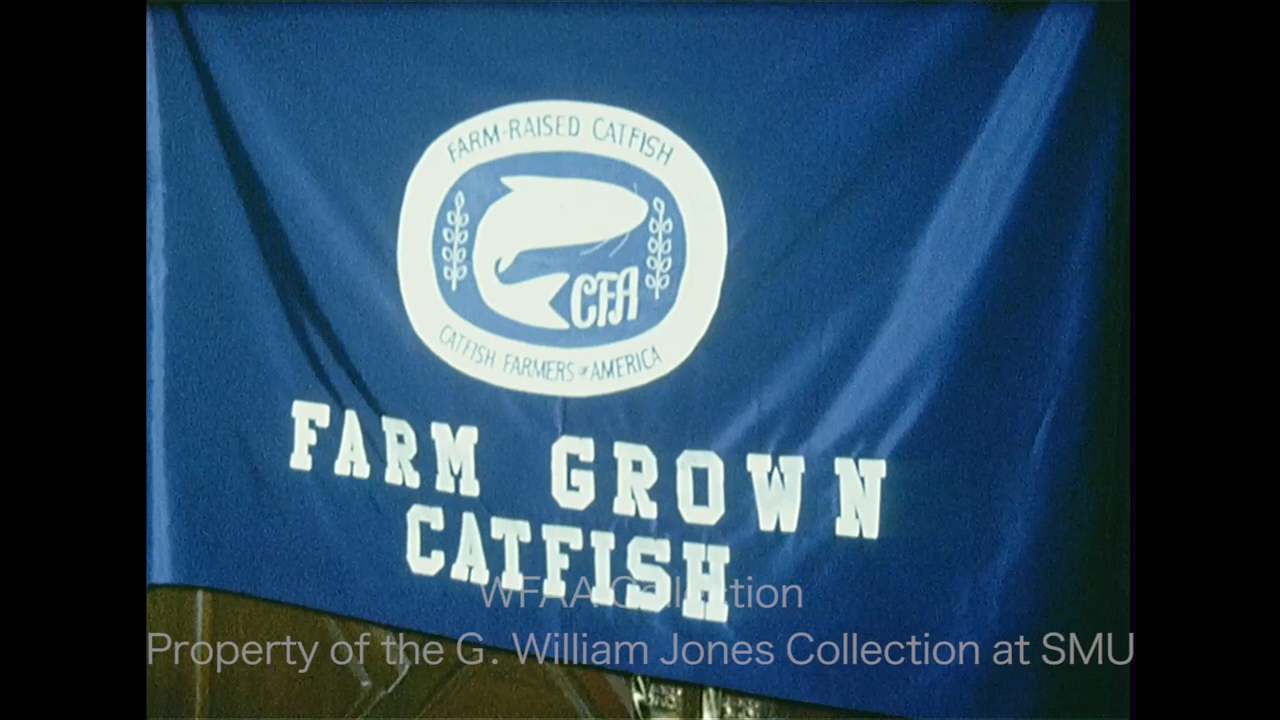 FARM-RAISED CATFISH
CFA
CATFISH FARMERS OF AMERICA
FARM GROWN
CATFISH
WFAA Collection
Property of the G. William Jones Collection at SMU